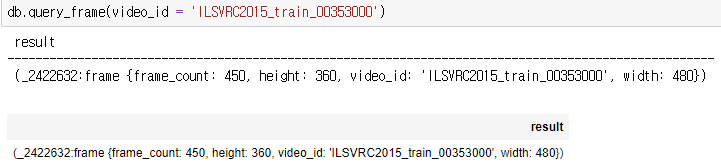 db.query_frame(video_id = 'ILSVRC2015_train_00353000')
result
(_2422632:frame {frame_count: 450, height: 360, video_id: 'ILSVRC2015_train_00353000', width: 480})
result
(_2422632:frame {frame_count: 450, height: 360, video_id: 'ILSVRC2015_train_00353000', width: 480})